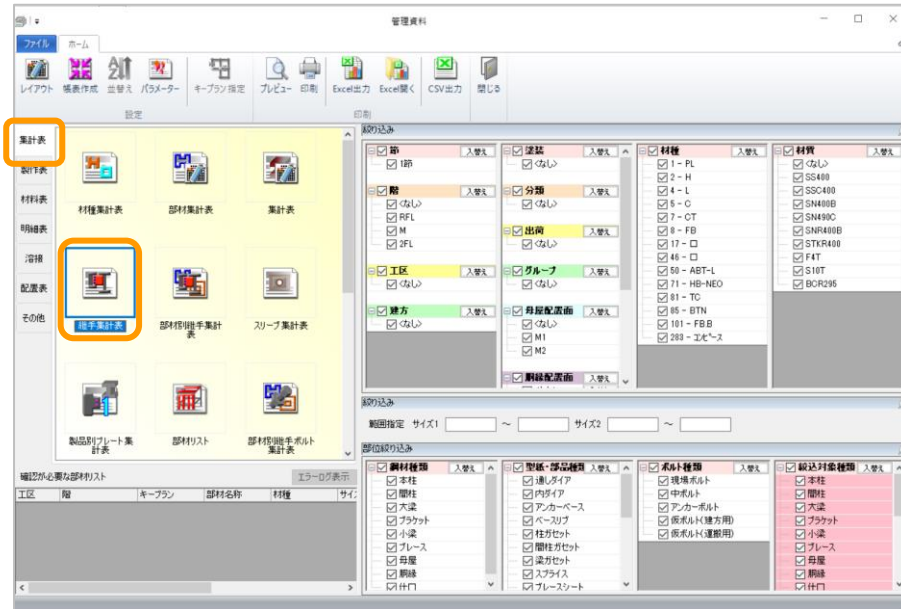 管理資料
ファイル ホーム
レイアウト 帳表作成 並替え パラメーター キープラン指定 プレビュー 印刷 Excel出力 Excel開く CSV出力 閉じる
設定 印刷
集計表
製作表
材料表
明細表
溶接
配置表
その他
材種集計表 部材集計表 集計表
継手集計表 部材別継手集計表 スリーブ集計表
製品別プレート集計表 部材リスト 部材別継手ボルト集計表
確認が必要な部材リスト エラーログ表示
工区 階 キープラン 部材名称 材種 サイズ
絞り込み
節 入替え
1節
階 入替え
<なし>
RFL
M
2FL
工区 入替え
<なし>
建方 入替え
<なし>
塗装 入替え
<なし>
分類 入替え
<なし>
出荷 入替え
<なし>
グループ 入替え
<なし>
母屋配置面 入替え
<なし>
M1
M2
胴縁配置面 入替え
材種 入替え
1 - PL
2 - H
4 - L
5 - C
7 - CT
8 - FB
17 - □
46 - □
50 - ABT-L
71 - HB-NEO
81 - TC
85 - BTN
101 - FB.B
283 - エピース
材質 入替え
<なし>
SS400
SSC400
SN400B
SN490C
SNR400B
STKR400
F4T
S10T
BCR295
絞り込み
範囲指定 サイズ1 ～ サイズ2 ～
部位絞り込み
鋼材種類 入替え
本柱
間柱
大梁
ブラケット
小梁
ブレース
母屋
胴縁
仕口
型紙・部品種類 入替え
通しダイア
内ダイア
アンカーベース
ベースリブ
柱ガセット
間柱ガセット
梁ガセット
スプライス
ブレースシート
ボルト種類 入替え
現場ボルト
中ボルト
アンカーボルト
仮ボルト(建方用)
仮ボルト(運搬用)
絞込対象種類 入替え
本柱
間柱
大梁
ブラケット
小梁
ブレース
母屋
胴縁
仕口